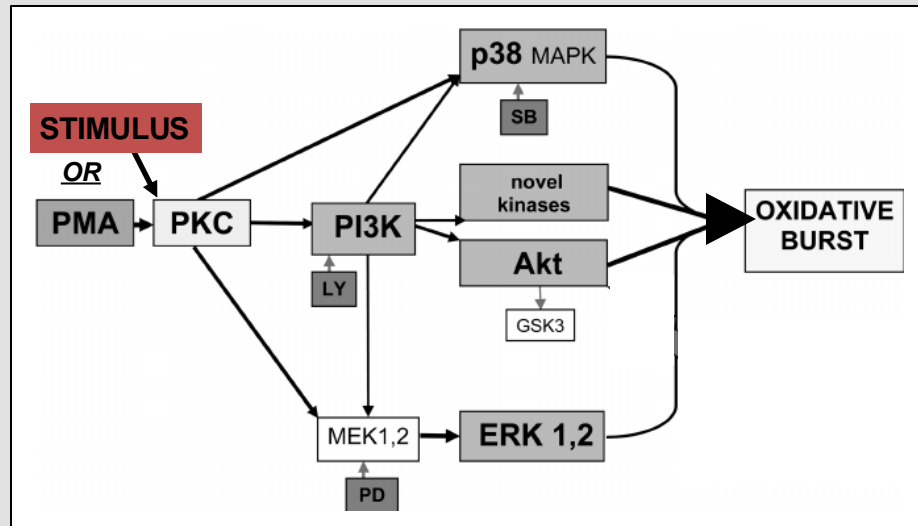 p38 MAPK
SB
STIMULUS
OR
PMA
PKC
PI3K
LY
novel
kinases
Akt
GSK3
OXIDATIVE
BURST
MEK1,2
ERK 1,2
PD